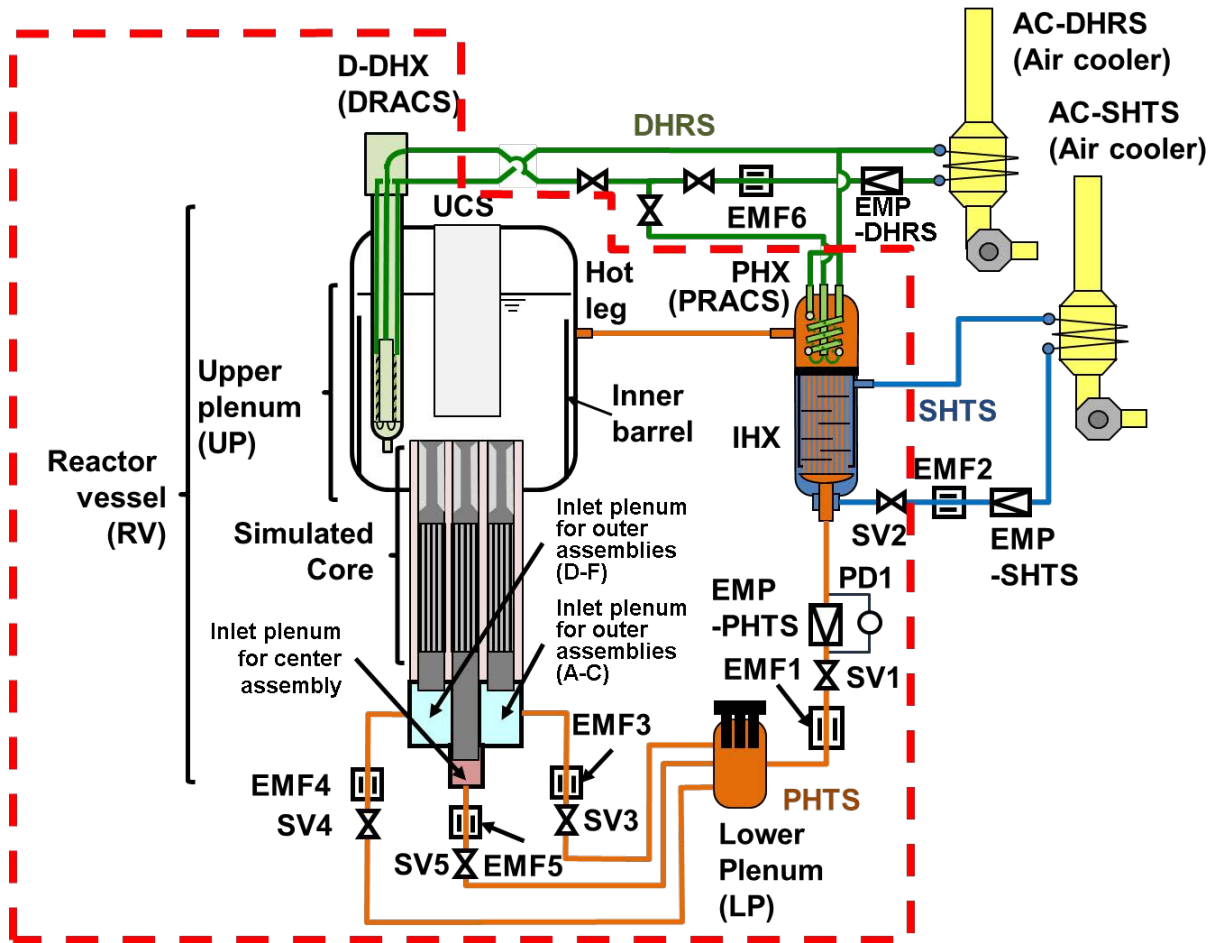 AC-DHRS
(Air cooler)
D-DHX
(DRACS)
DHRS
AC-SHTS
(Air cooler)
UCS
EMF6
EMP
-DHRS
Hot
leg
PHX
(PRACS)
Upper
plenum
(UP)
Inner
barrel
SHTS
IHX
Reactor
vessel
(RV)
EMF2
SV2
EMP
-SHTS
Simulated
Core
Inlet plenum
for outer
assemblies
(D-F)
PD1
EMP
-PHTS
Inlet plenum
for outer
assemblies
(A-C)
Inlet plenum
for center
assembly
EMF1
SV1
EMF3
EMF4
SV4
PHTS
SV3
SV5
EMF5
Lower
Plenum
(LP)